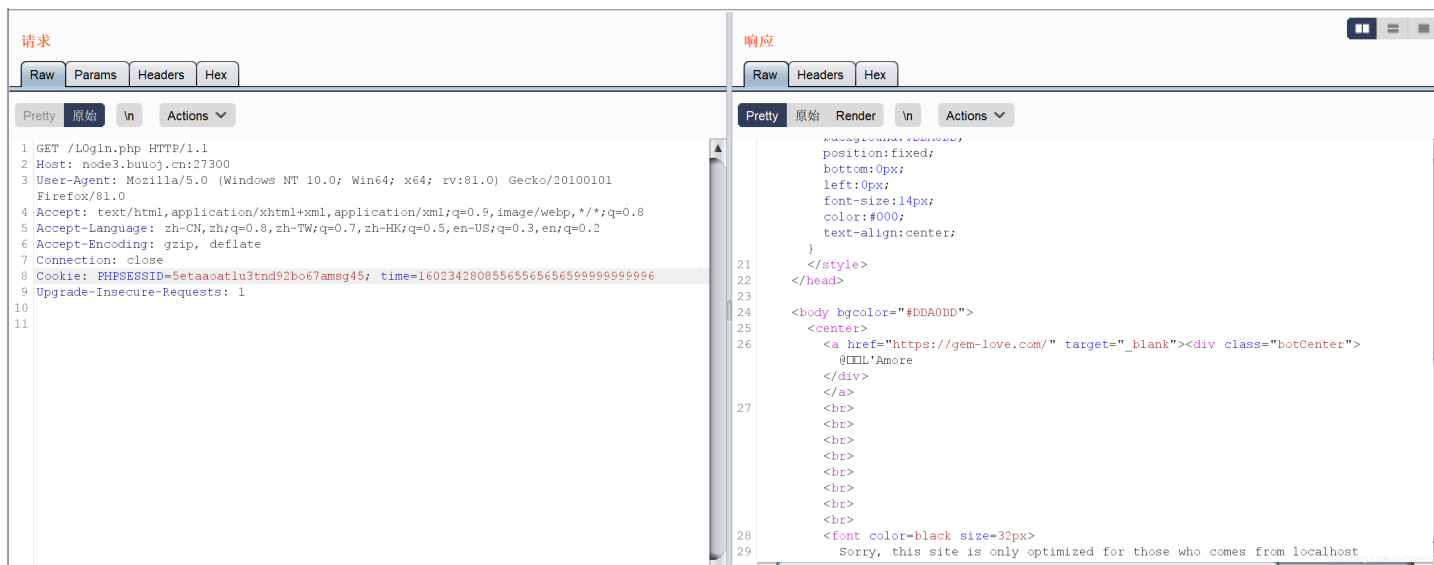 请求
Raw Params Headers Hex
Pretty 原始 \n Actions
1 GET /L0g1n.php HTTP/1.1
2 Host: node3.buuoj.cn:27300
3 User-Agent: Mozilla/5.0 (Windows NT 10.0; Win64; x64; rv:81.0) Gecko/20100101
Firefox/81.0
4 Accept: text/html,application/xhtml+xml,application/xml;q=0.9,image/webp,*/*;q=0.8
5 Accept-Language: zh-CN,zh;q=0.8,zh-TW;q=0.7,zh-HK;q=0.5,en-US;q=0.3,en;q=0.2
6 Accept-Encoding: gzip, deflate
7 Connection: close
8 Cookie: PHPSESSID=5etaaoatlu3tnd92bo67amsg45; time=16023428085565565656599999999996
9 Upgrade-Insecure-Requests: 1
10
11
响应
Raw Headers Hex
Pretty 原始 Render \n Actions
background:#DDA0DD;
position:fixed;
bottom:0px;
left:0px;
font-size:14px;
color:#000;
text-align:center;
}
21 </style>
22 </head>
23
24 <body bgcolor="#DDA0DD">
25 <center>
26 <a href="https://gem-love.com/" target="_blank"><div class="botCenter">
@□□L'Amore
</div>
</a>
27 <br>
<br>
<br>
<br>
<br>
<br>
<br>
<br>
28 <font color=black size=32px>
29 Sorry, this site is only optimized for those who comes from localhost